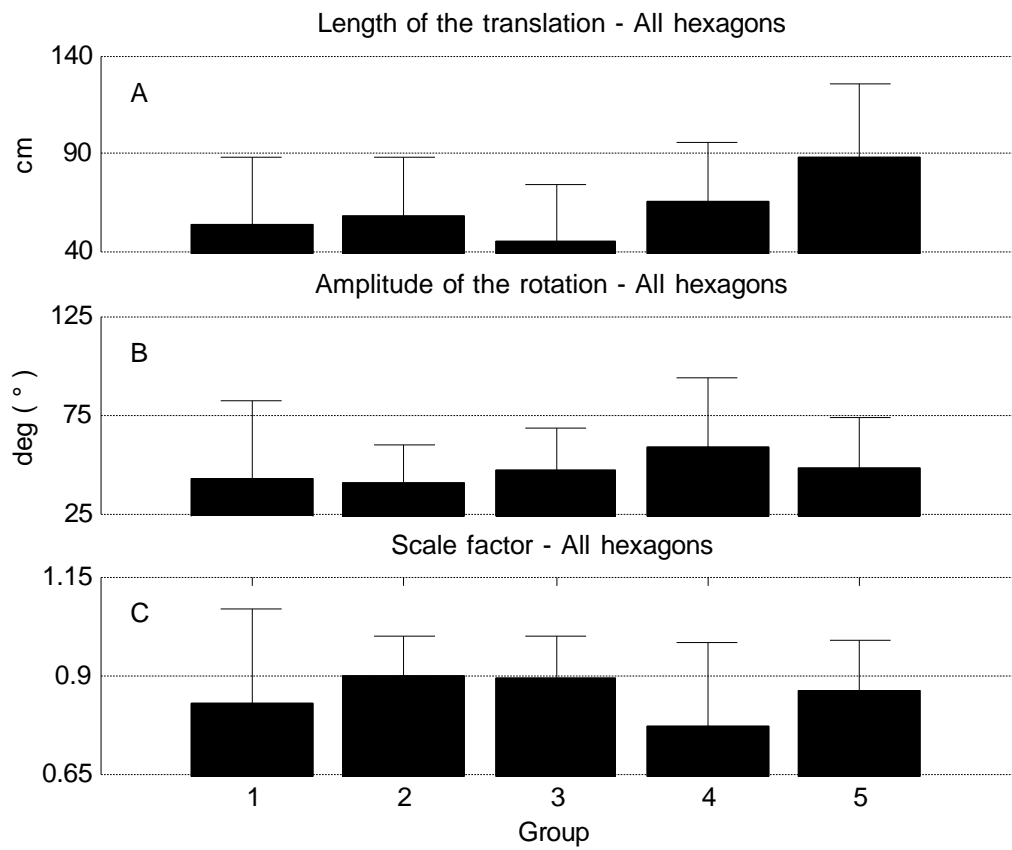 Length of the translation - All hexagons
140
A
cm
90
40
Amplitude of the rotation - All hexagons
125
B
deg ( ° )
75
25
Scale factor - All hexagons
1.15
C
0.9
0.65
1 2 3 4 5
Group